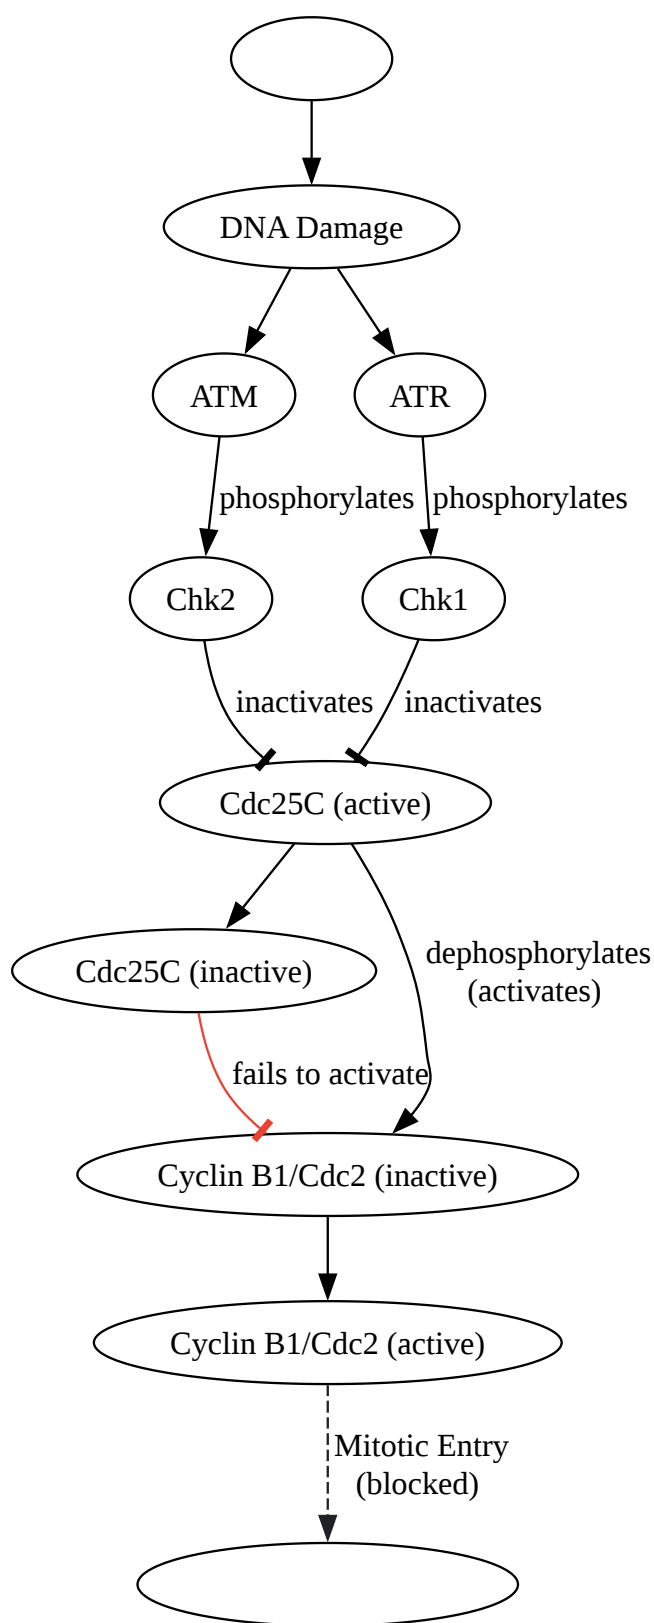 DNA Damage
ATM
ATR
phosphorylates
phosphorylates
Chk2
Chk1
inactivates
inactivates
Cdc25C (active)
dephosphorylates
(activates)
Cdc25C (inactive)
fails to activate
Cyclin B1/Cdc2 (inactive)
Cyclin B1/Cdc2 (active)
Mitotic Entry
(blocked)